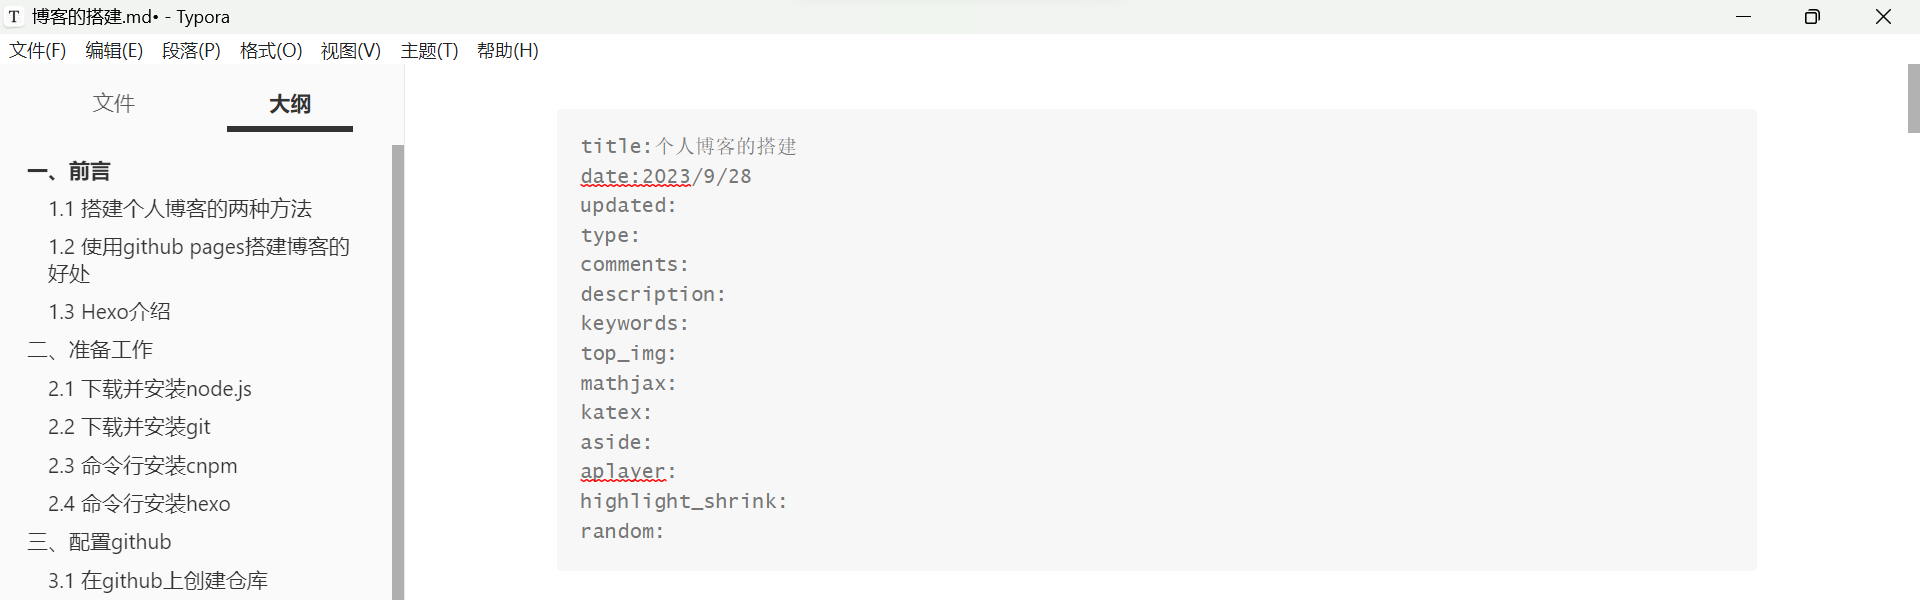 博客的搭建.md• - Typora
文件(F) 编辑(E) 段落(P) 格式(O) 视图(V) 主题(T) 帮助(H)
文件 大纲
一、前言
1.1 搭建个人博客的两种方法
1.2 使用github pages搭建博客的
好处
1.3 Hexo介绍
二、准备工作
2.1 下载并安装node.js
2.2 下载并安装git
2.3 命令行安装cnpm
2.4 命令行安装hexo
三、配置github
3.1 在github上创建仓库
title:个人博客的搭建
date:2023/9/28
updated:
type:
comments:
description:
keywords:
top_img:
mathjax:
katex:
aside:
aplayer:
highlight_shrink:
random: